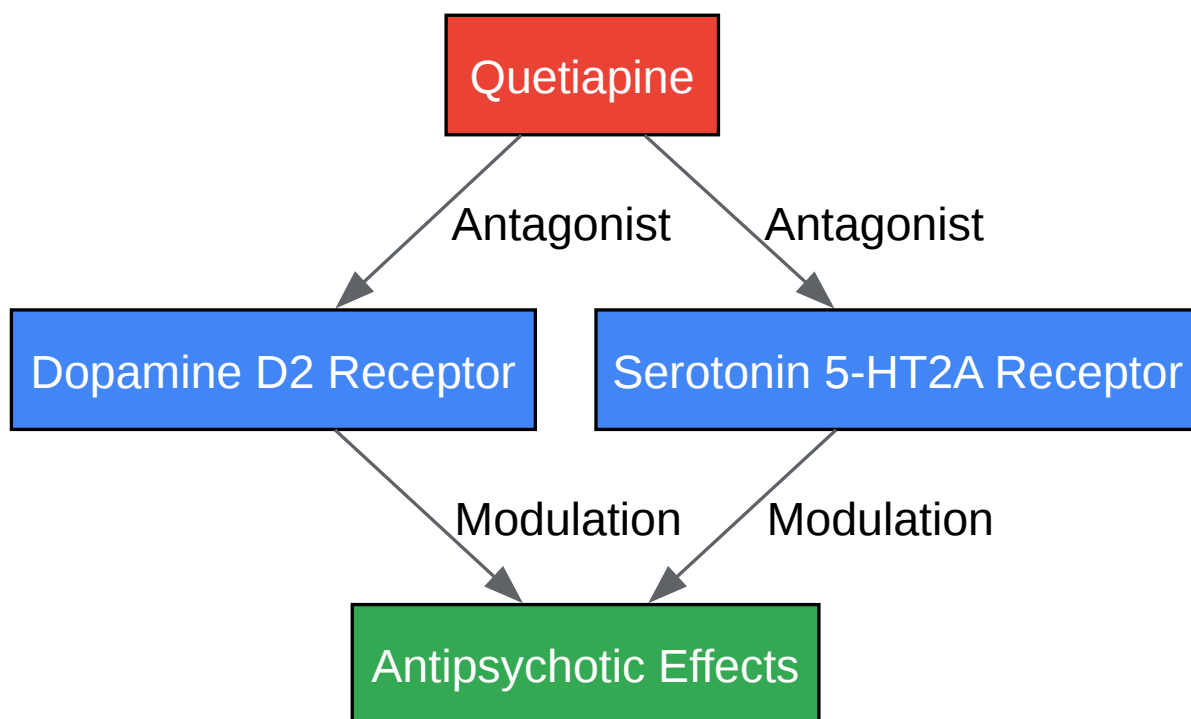 Quetiapine
Antagonist
Antagonist
Dopamine D2 Receptor
Serotonin 5-HT2A Receptor
Modulation
Modulation
Antipsychotic Effects